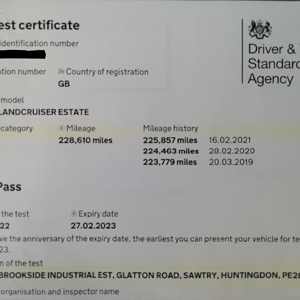 est certificate
identification number
Driver &
Standard
Agency
ation number
Country of registration
GB
model
LANDCRUISER ESTATE
category
Mileage
Mileage history
228,610 miles
225,857 miles 16.02.2021
224,463 miles 28.02.2020
223,779 miles 20.03.2019
Pass
the test
Expiry date
22
27.02.2023
ve the anniversary of the expiry date, the earliest you can present your vehicle for te
23.
n of the test
BROOKSIDE INDUSTRIAL EST, GLATTON ROAD, SAWTRY, HUNTINGDON, PE28
organisation and inspector name